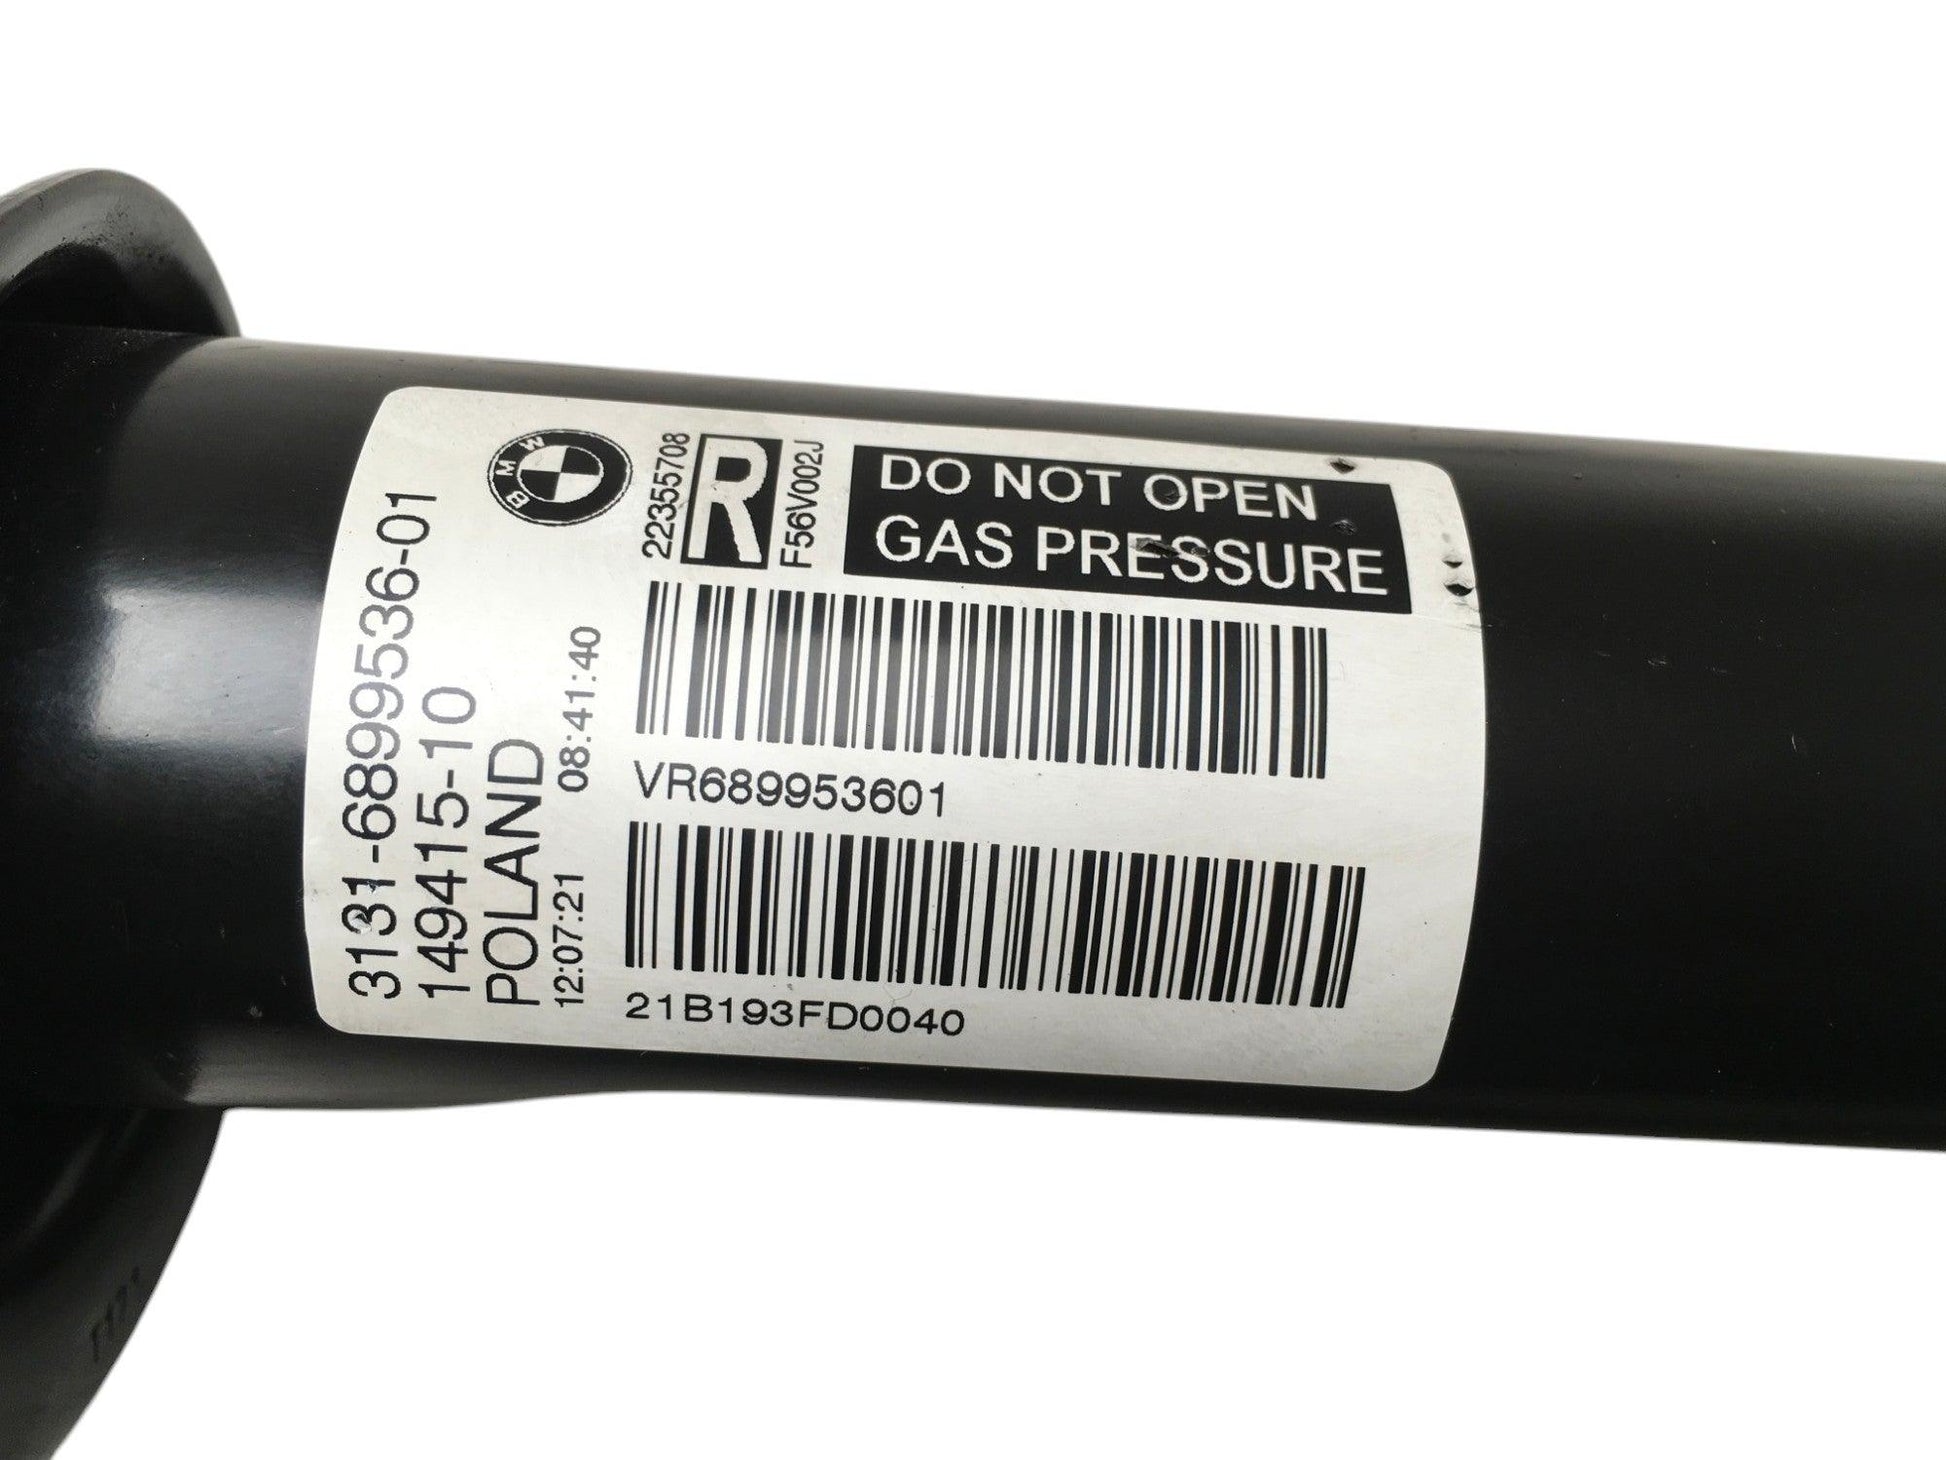 BMW
22355708
R
F56V002J
DO NOT OPEN
GAS PRESSURE
3131-6899536-01
149415-10
POLAND
12:07:21 08:41:40
VR689953601
21B193FD0040